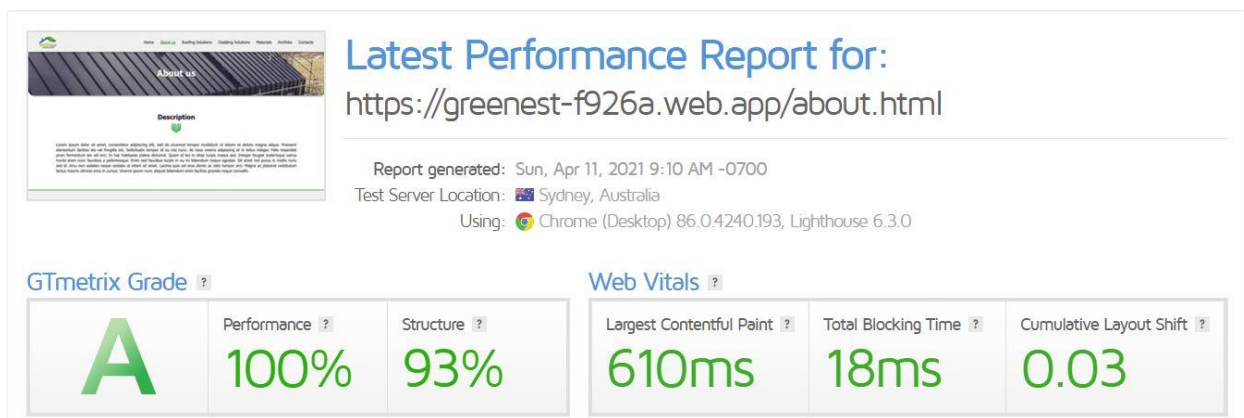 Home About us Roofing Solutions Cladding Solutions Materials Portfolio Contacts
About us
Description
Latest Performance Report for:
https://greenest-f926a.web.app/about.html
Report generated: Sun, Apr 11, 2021 9:10 AM -0700
Test Server Location: Sydney, Australia
Using: Chrome (Desktop) 86.0.4240.193, Lighthouse 6.3.0
GTmetrix Grade ?
Web Vitals ?
A
Performance ?
100%
Structure ?
93%
Largest Contentful Paint ?
610ms
Total Blocking Time ?
18ms
Cumulative Layout Shift ?
0.03